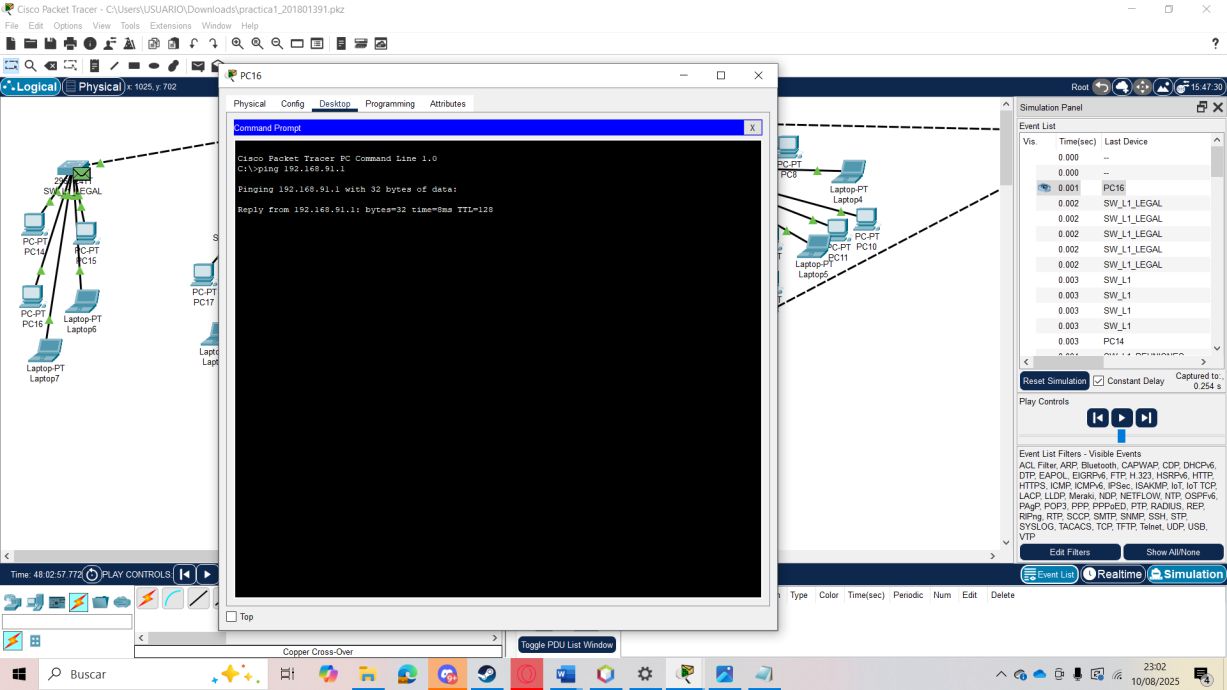 Cisco Packet Tracer - C:\Users\USUARIO\Downloads\practica1_201801391.pkz
File Edit Options View Tools Extensions Window Help
?
Logical Physical x: 1025, y: 702
Root 15:47:30
PC16
Physical Config Desktop Programming Attributes
Command Prompt X
Cisco Packet Tracer PC Command Line 1.0
C:\>ping 192.168.91.1
Pinging 192.168.91.1 with 32 bytes of data:
Reply from 192.168.91.1: bytes=32 time=8ms TTL=128
Top
SW_L1_LEGAL
PC-PT
PC14
PC-PT
PC15
PC-PT
PC16
Laptop-PT
Laptop6
Laptop-PT
Laptop7
PC-PT
PC17
PC-PT
PC8
Laptop-PT
Laptop4
PC-PT
PC10
PC-PT
PC11
Laptop-PT
Laptop5
Simulation Panel
Event List
Vis. Time(sec) Last Device
0.000 --
0.000 --
0.001 PC16
0.002 SW_L1_LEGAL
0.002 SW_L1_LEGAL
0.002 SW_L1_LEGAL
0.002 SW_L1_LEGAL
0.002 SW_L1_LEGAL
0.003 SW_L1
0.003 SW_L1
0.003 SW_L1
0.003 SW_L1
0.003 PC14
Reset Simulation Constant Delay Captured to:
0.254 s
Play Controls
Event List Filters - Visible Events
ACL Filter, ARP, Bluetooth, CAPWAP, CDP, DHCPv6,
DTP, EAPOL, EIGRPv6, FTP, H.323, HSRPv6, HTTP,
HTTPS, ICMP, ICMPv6, IPSec, ISAKMP, IoT, IoT TCP,
LACP, LLDP, Meraki, NDP, NETFLOW, NTP, OSPFv6,
PAgP, POP3, PPP, PPPoED, PTP, RADIUS, REP,
RIPng, RTP, SCCP, SMTP, SNMP, SSH, STP,
SYSLOG, TACACS, TCP, TFTP, Telnet, UDP, USB,
VTP
Edit Filters Show All/None
Time: 48:02:57.772 PLAY CONTROLS:
Event List Realtime Simulation
Type Color Time(sec) Periodic Num Edit Delete
Copper Cross-Over
Toggle PDU List Window
Buscar
23:02
10/08/2025
4